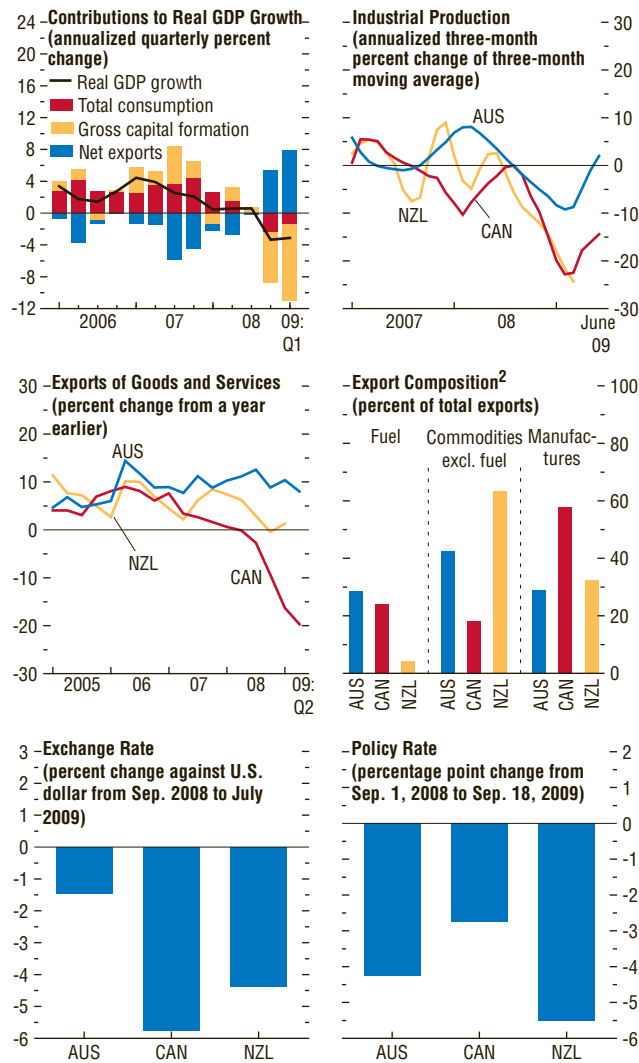 Contributions to Real GDP Growth
(annualized quarterly percent
change)
Real GDP growth
Total consumption
Gross capital formation
Net exports
24
20
16
12
8
4
0
-4
-8
-12
2006
07
08
09:
Q1
Industrial Production
(annualized three-month
percent change of three-month
moving average)
AUS
NZL
CAN
30
20
10
0
-10
-20
-30
2007
08
June
09
Exports of Goods and Services
(percent change from a year
earlier)
AUS
NZL
CAN
30
20
10
0
-10
-20
-30
2005
06
07
08
09:
Q2
Export Composition2
(percent of total exports)
Fuel
Commodities
excl. fuel
Manufac-
tures
100
80
60
40
20
0
AUS
CAN
NZL
AUS
CAN
NZL
AUS
CAN
NZL
Exchange Rate
(percent change against U.S.
dollar from Sep. 2008 to July
2009)
3
2
1
0
-1
-2
-3
-4
-5
-6
AUS
CAN
NZL
Policy Rate
(percentage point change from
Sep. 1, 2008 to Sep. 18, 2009)
2
1
0
-1
-2
-3
-4
-5
-6
AUS
CAN
NZL